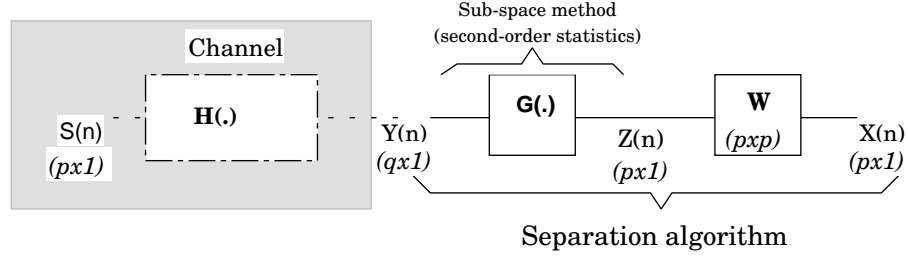 Sub-space method
(second-order statistics)
Channel
H(.)
G(.)
W
(pxp)
S(n)
(px1)
Y(n)
(qx1)
Z(n)
(px1)
X(n)
(px1)
Separation algorithm